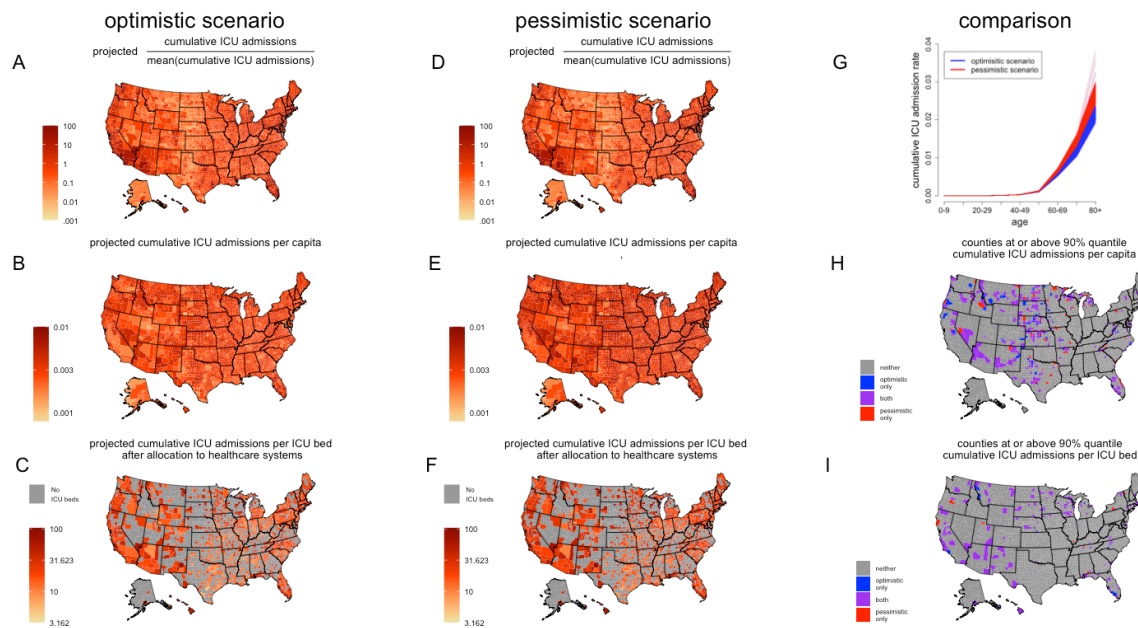 optimistic scenario
pessimistic scenario
comparison
A
projected
cumulative ICU admissions
mean(cumulative ICU admissions)
100
10
1
0.1
.01
.001
D
projected
cumulative ICU admissions
mean(cumulative ICU admissions)
100
10
1
0.1
.01
.001
G
optimisitic scenario
pessimistic scenario
cumulative ICU admission rate
0.04
0.03
0.02
0.01
0.00
0-9
20-29
40-49
60-69
80+
age
projected cumulative ICU admissions per capita
B
0.01
0.003
0.001
projected cumulative ICU admissions per capita
E
0.01
0.003
0.001
counties at or above 90% quantile
cumulative ICU admissions per capita
H
neither
optimistic
only
both
pessimistic
only
projected cumulative ICU admissions per ICU bed
after allocation to healthcare systems
C
No
ICU beds
100
31.623
10
3.162
projected cumulative ICU admissions per ICU bed
after allocation to healthcare systems
F
No
ICU beds
100
31.623
10
3.162
counties at or above 90% quantile
cumulative ICU admissions per ICU bed
I
neither
optimistic
only
both
pessimistic
only